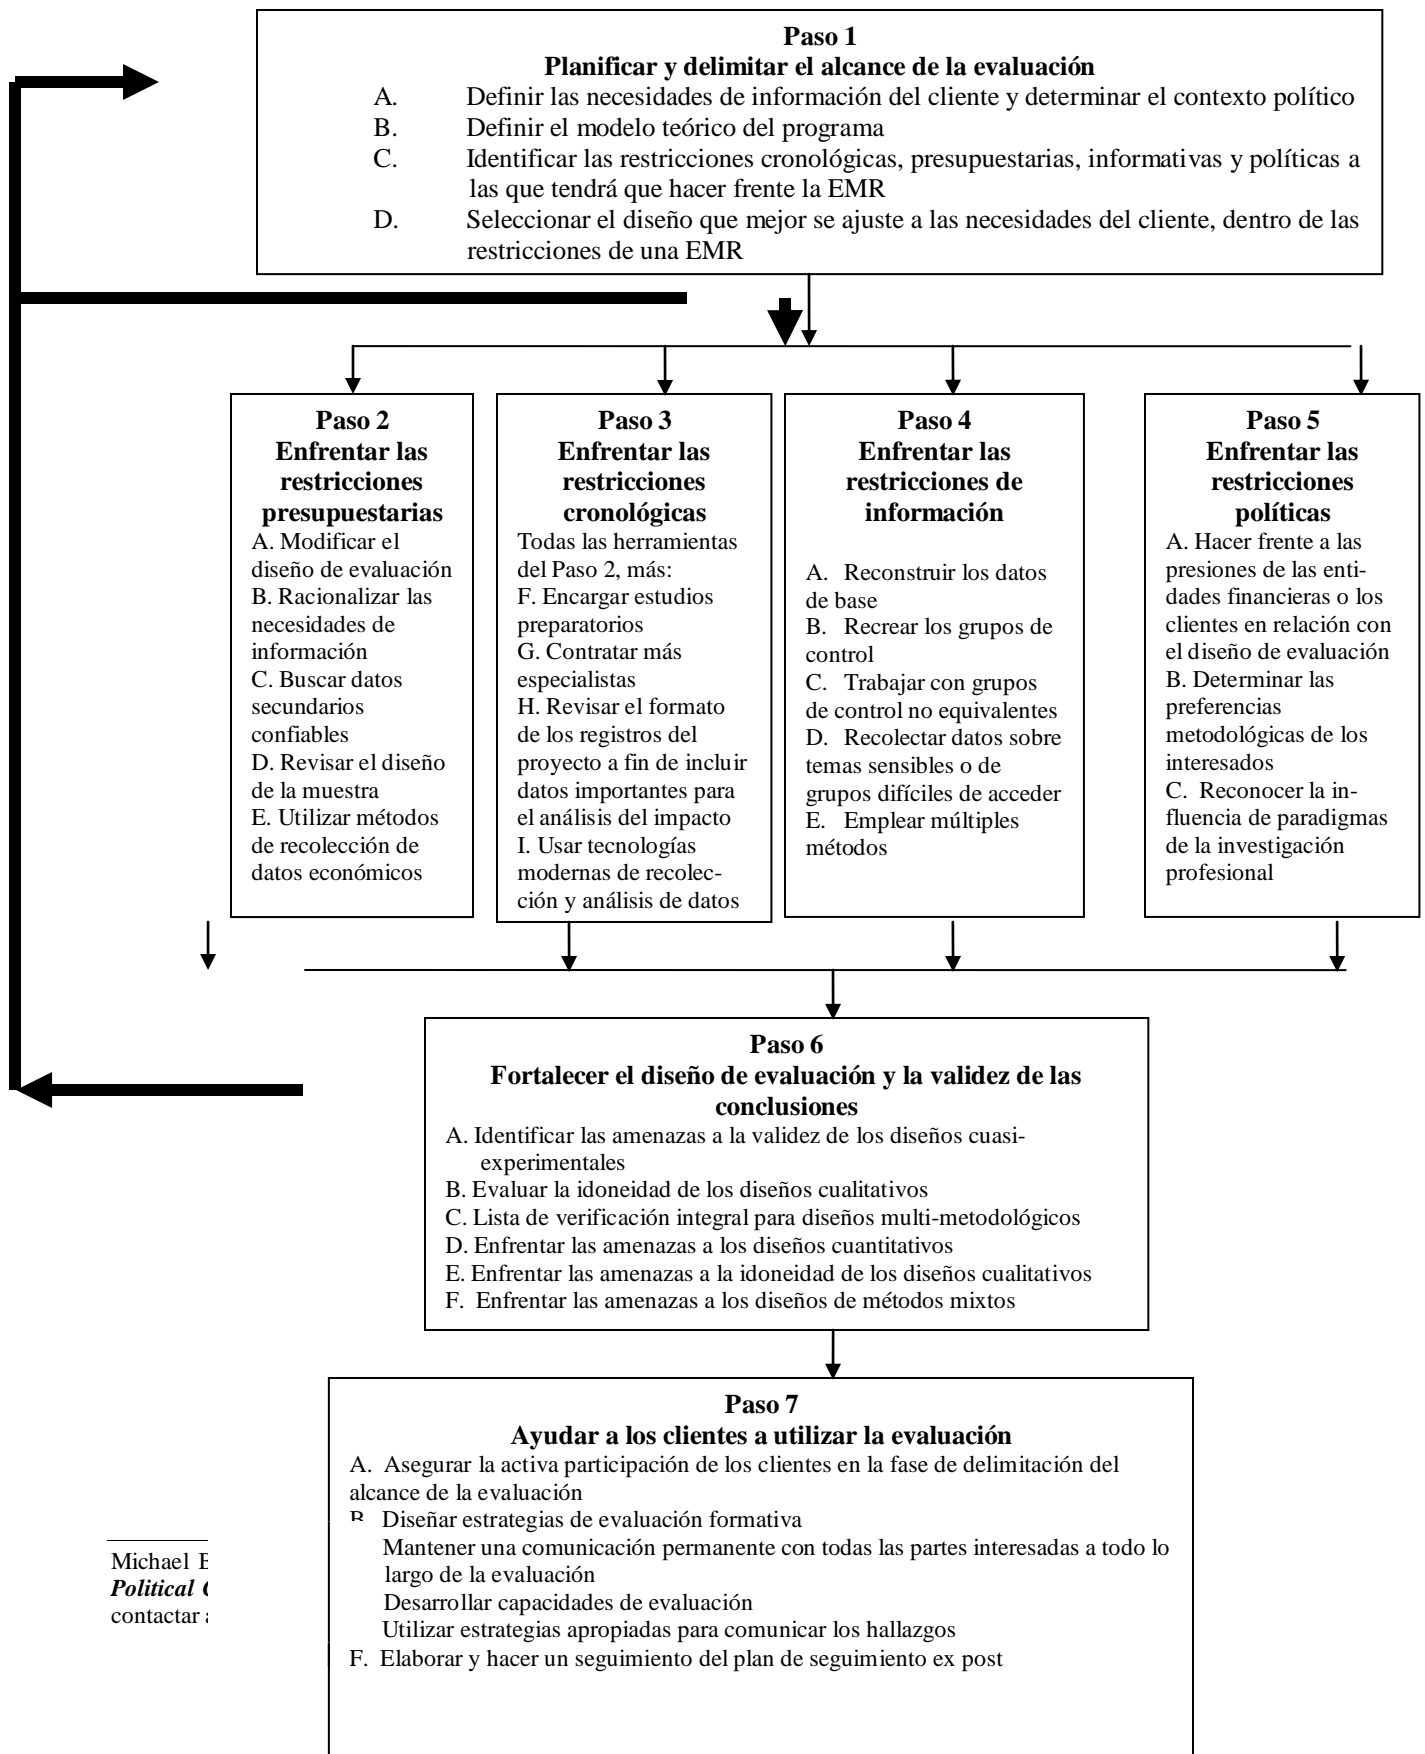 Paso 1
Planificar y delimitar el alcance de la evaluación
A. Definir las necesidades de información del cliente y determinar el contexto político
B. Definir el modelo teórico del programa
C. Identificar las restricciones cronológicas, presupuestarias, informativas y políticas a
las que tendrá que hacer frente la EMR
D. Seleccionar el diseño que mejor se ajuste a las necesidades del cliente, dentro de las
restricciones de una EMR
Paso 2
Enfrentar las
restricciones
presupuestarias
A. Modificar el
diseño de evaluación
B. Racionalizar las
necesidades de
información
C. Buscar datos
secundarios
confiables
D. Revisar el diseño
de la muestra
E. Utilizar métodos
de recolección de
datos económicos
Paso 3
Enfrentar las
restricciones
cronológicas
Todas las herramientas
del Paso 2, más:
F. Encargar estudios
preparatorios
G. Contratar más
especialistas
H. Revisar el formato
de los registros del
proyecto a fin de incluir
datos importantes para
el análisis del impacto
I. Usar tecnologías
modernas de recolec-
ción y análisis de datos
Paso 4
Enfrentar las
restricciones de
información
A. Reconstruir los datos
de base
B. Recrear los grupos de
control
C. Trabajar con grupos
de control no equivalentes
D. Recolectar datos sobre
temas sensibles o de
grupos difíciles de acceder
E. Emplear múltiples
métodos
Paso 5
Enfrentar las
restricciones
políticas
A. Hacer frente a las
presiones de las enti-
dades financieras o los
clientes en relación con
el diseño de evaluación
B. Determinar las
preferencias
metodológicas de los
interesados
C. Reconocer la in-
fluencia de paradigmas
de la investigación
profesional
Paso 6
Fortalecer el diseño de evaluación y la validez de las
conclusiones
A. Identificar las amenazas a la validez de los diseños cuasi-
experimentales
B. Evaluar la idoneidad de los diseños cualitativos
C. Lista de verificación integral para diseños multi-metodológicos
D. Enfrentar las amenazas a los diseños cuantitativos
E. Enfrentar las amenazas a la idoneidad de los diseños cualitativos
F. Enfrentar las amenazas a los diseños de métodos mixtos
Paso 7
Ayudar a los clientes a utilizar la evaluación
A. Asegurar la activa participación de los clientes en la fase de delimitación del
alcance de la evaluación
B. Diseñar estrategias de evaluación formativa
Mantener una comunicación permanente con todas las partes interesadas a todo lo
largo de la evaluación
Desarrollar capacidades de evaluación
Utilizar estrategias apropiadas para comunicar los hallazgos
F. Elaborar y hacer un seguimiento del plan de seguimiento ex post
Michael
Political
contactar